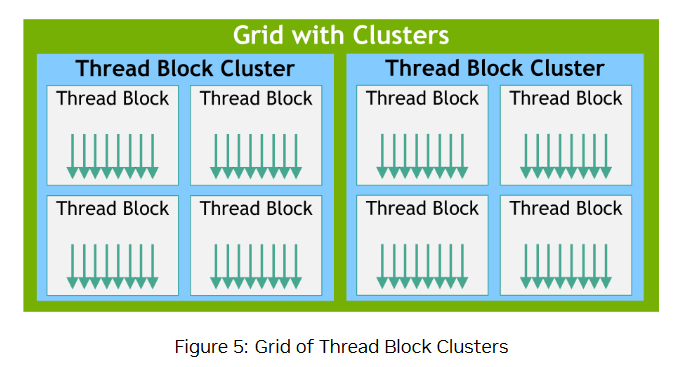 Grid with Clusters
Thread Block Cluster
Thread Block Thread Block
Thread Block Thread Block
Thread Block Cluster
Thread Block Thread Block
Thread Block Thread Block
Figure 5: Grid of Thread Block Clusters